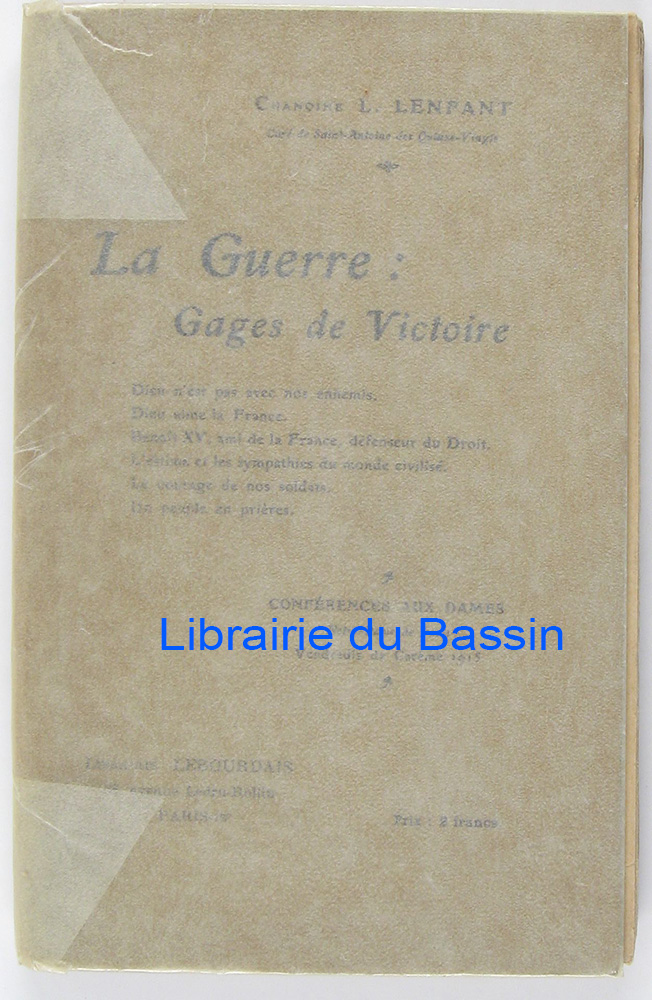 CHANOINE L. LENFANT
Curé de Saint-Antoine des Quinze-Vingts
La Guerre :
Gages de Victoire
Dieu n'est pas avec nos ennemis.
Dieu aime la France.
Benoît XV, ami de la France, défenseur du Droit.
L'estime et les sympathies du monde civilisé.
Le courage de nos soldats.
Un peuple en prières.
CONFÉRENCES AUX DAMES
Librairie du Bassin
Vendredis de Carême 1915
LEBOURDAIS
avenue Ledru-Rollin
PARIS
Prix : 2 francs